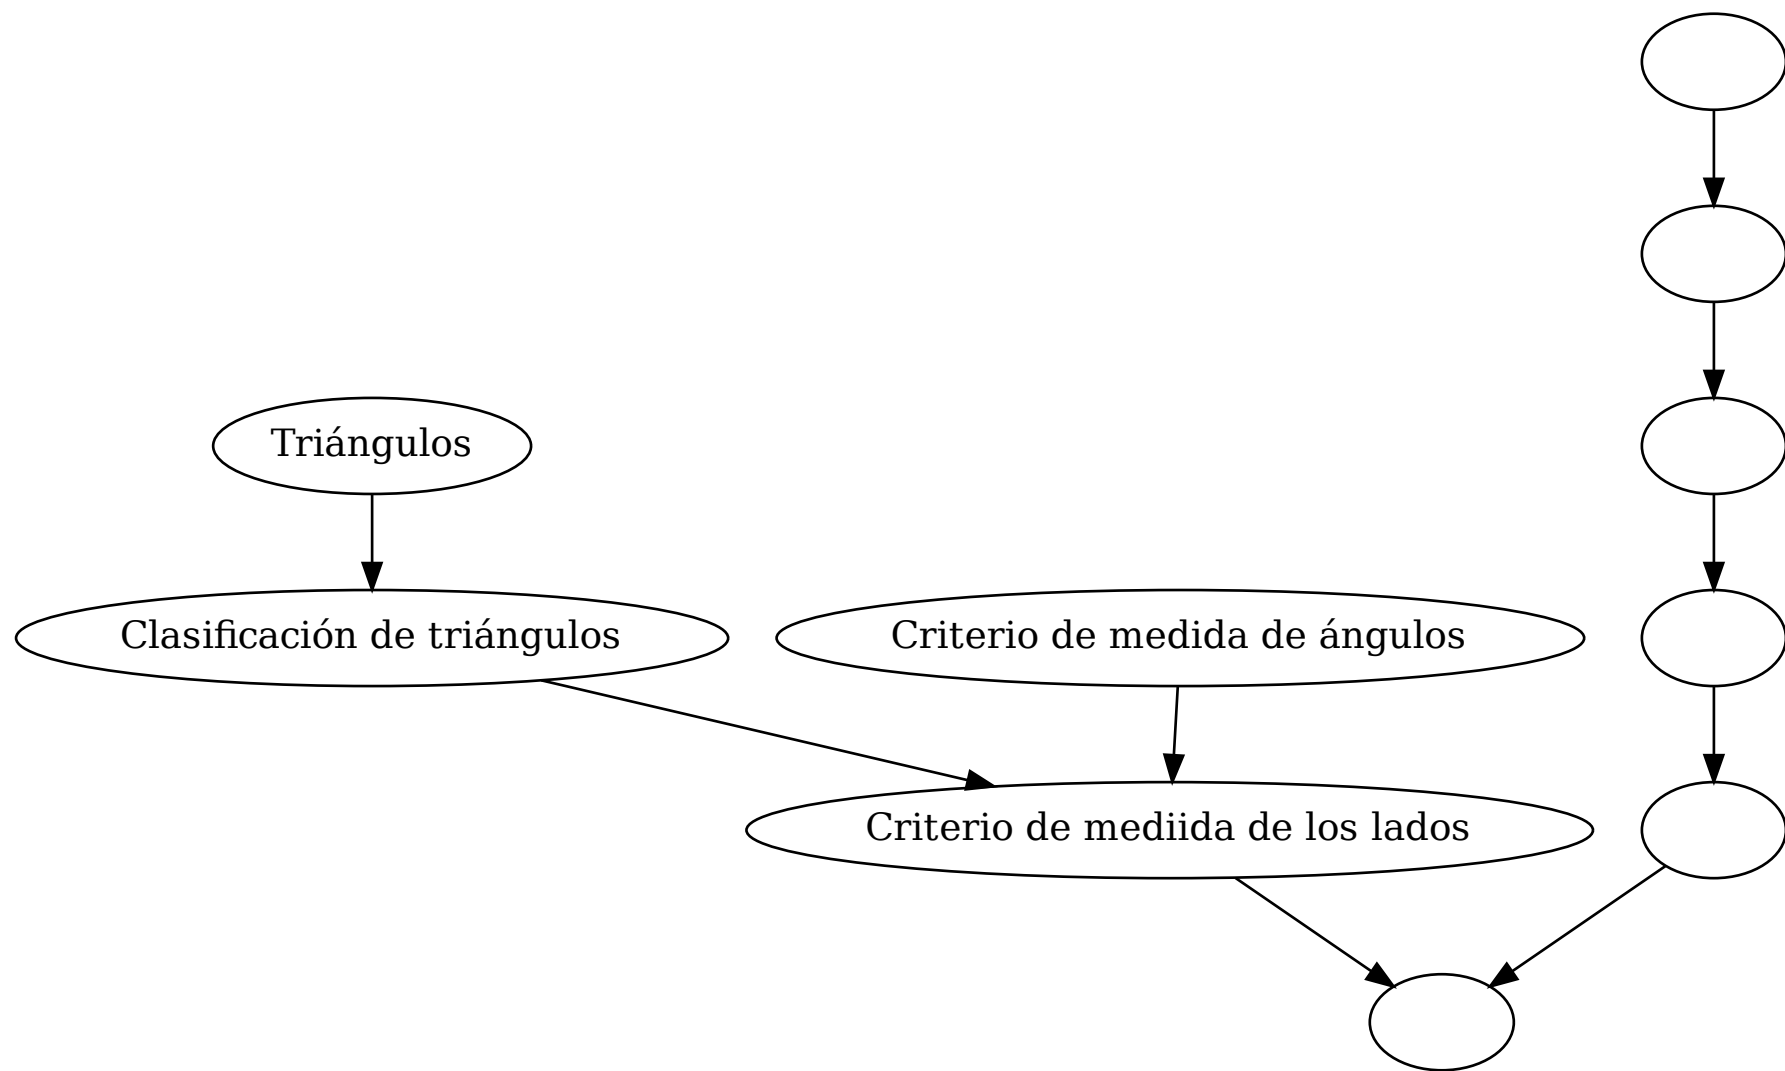 Triángulos
Clasificación de triángulos
Criterio de medida de ángulos
Criterio de mediida de los lados